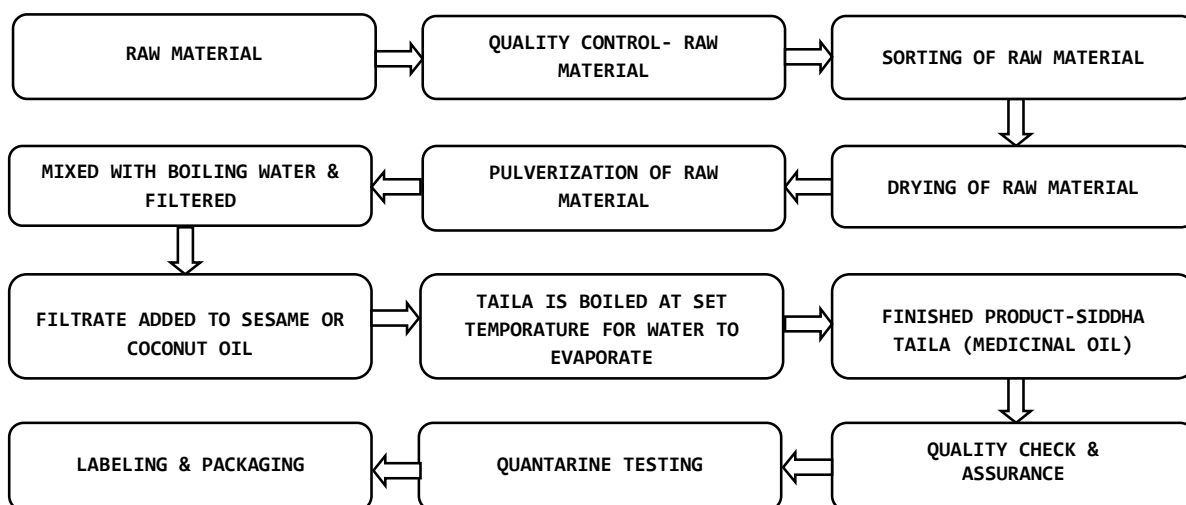 RAW MATERIAL
QUALITY CONTROL- RAW
MATERIAL
SORTING OF RAW MATERIAL
DRYING OF RAW MATERIAL
PULVERIZATION OF RAW
MATERIAL
MIXED WITH BOILING WATER &
FILTERED
FILTRATE ADDED TO SESAME OR
COCONUT OIL
TAILA IS BOILED AT SET
TEMPORATURE FOR WATER TO
EVAPORATE
FINISHED PRODUCT-SIDDHA
TAILA (MEDICINAL OIL)
QUALITY CHECK &
ASSURANCE
QUANTARINE TESTING
LABELING & PACKAGING